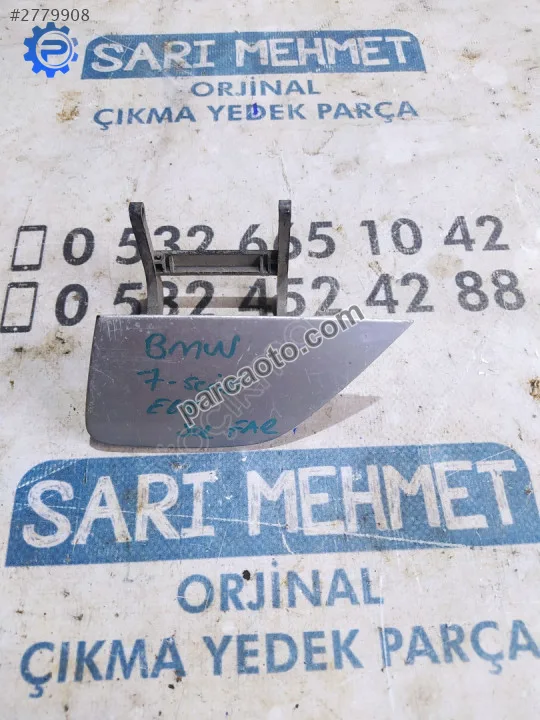 #2779908
SARI MEHMET
ORJİNAL
ÇIKMA YEDEK PARÇA
0 532 665 10 42
0 532 452 42 88
parcaoto.com
BMW
7-
FAR
SARI MEHMET
ORJİNAL
ÇIKMA YEDEK PARÇA